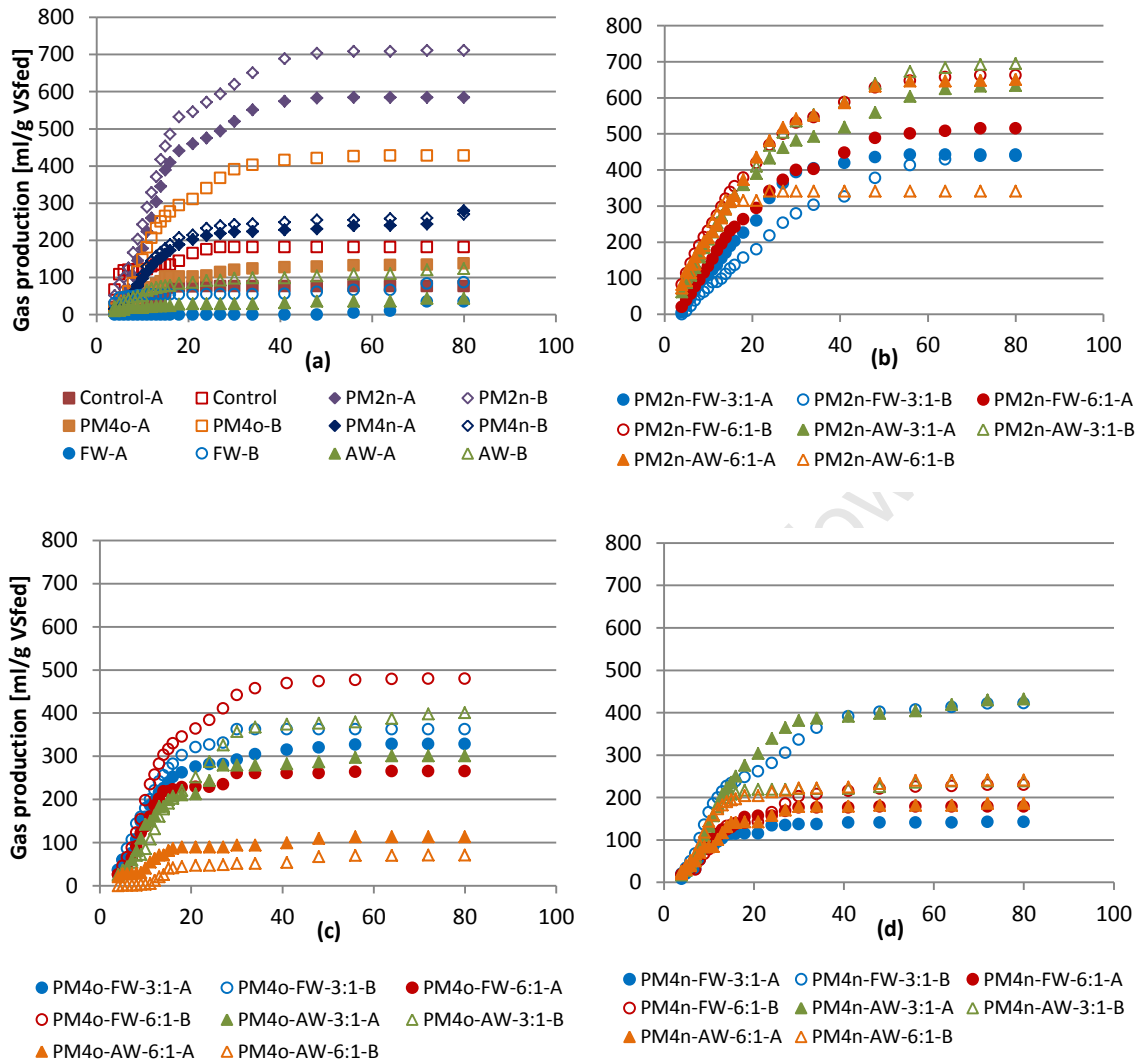 Gas production [ml/g VSfed]
800
700
600
500
400
300
200
100
0
0 20 40 60 80 100
(a)
Control-A Control PM2n-A PM2n-B
PM4o-A PM4o-B PM4n-A PM4n-B
FW-A FW-B AW-A AW-B
800
700
600
500
400
300
200
100
0
0 20 40 60 80 100
(b)
PM2n-FW-3:1-A PM2n-FW-3:1-B PM2n-FW-6:1-A
PM2n-FW-6:1-B PM2n-AW-3:1-A PM2n-AW-3:1-B
PM2n-AW-6:1-A PM2n-AW-6:1-B
Gas production [ml/g VSfed]
800
700
600
500
400
300
200
100
0
0 20 40 60 80 100
(c)
PM4o-FW-3:1-A PM4o-FW-3:1-B PM4o-FW-6:1-A
PM4o-FW-6:1-B PM4o-AW-3:1-A PM4o-AW-3:1-B
PM4o-AW-6:1-A PM4o-AW-6:1-B
800
700
600
500
400
300
200
100
0
0 20 40 60 80 100
(d)
PM4n-FW-3:1-A PM4n-FW-3:1-B PM4n-FW-6:1-A
PM4n-FW-6:1-B PM4n-AW-3:1-A PM4n-AW-3:1-B
PM4n-AW-6:1-A PM4n-AW-6:1-B